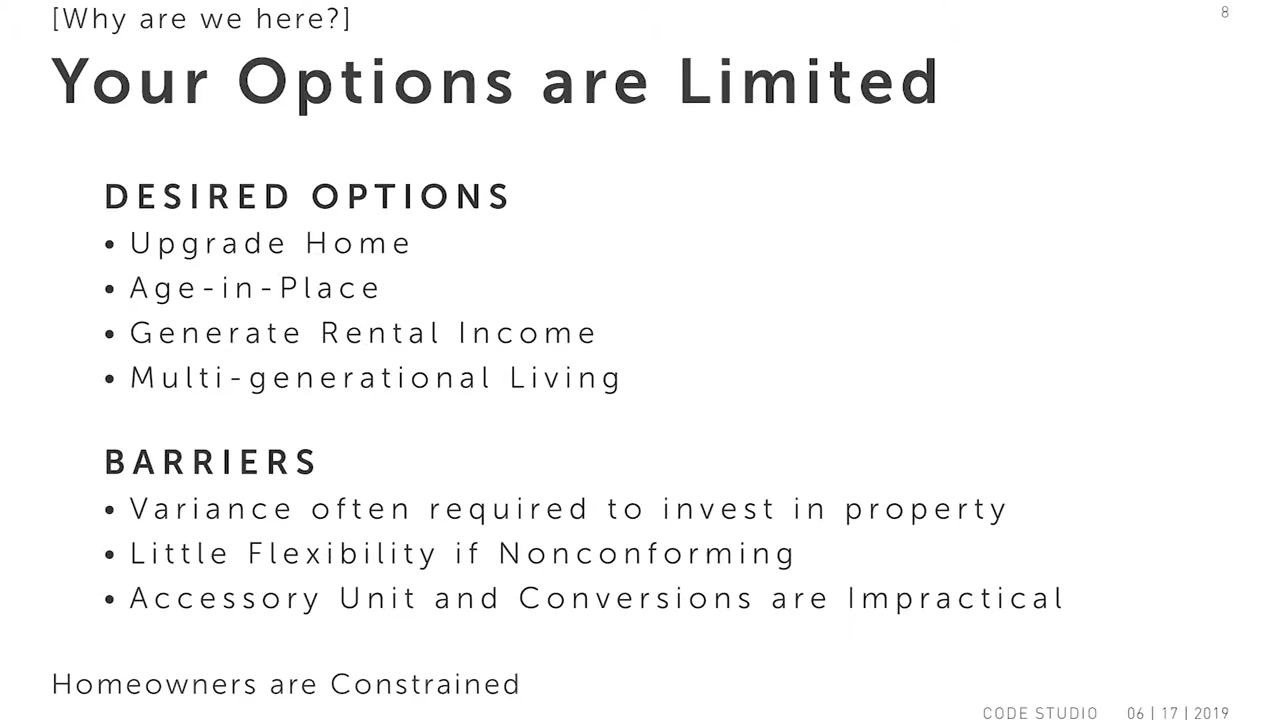 [Why are we here?]
8
Your Options are Limited
DESIRED OPTIONS
• Upgrade Home
• Age-in-Place
• Generate Rental Income
• Multi-generational Living
BARRIERS
• Variance often required to invest in property
• Little Flexibility if Nonconforming
• Accessory Unit and Conversions are Impractical
Homeowners are Constrained
CODE STUDIO 06 | 17 | 2019